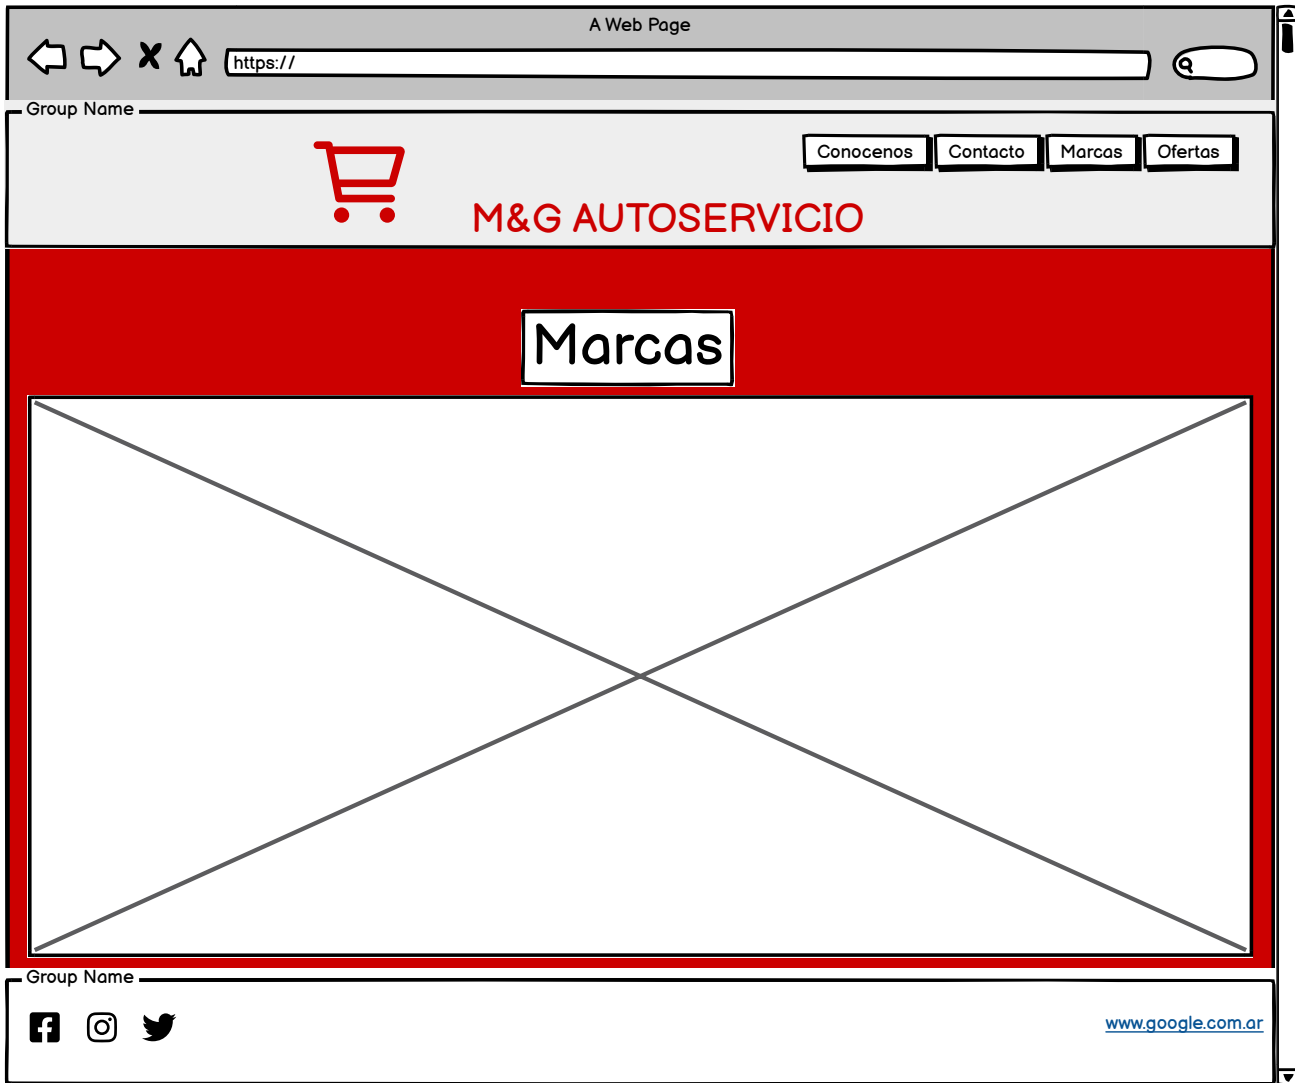 A Web Page
https://
Group Name
Conocenos Contacto Marcas Ofertas
M&G AUTOSERVICIO
Marcas
Group Name
www.google.com.ar